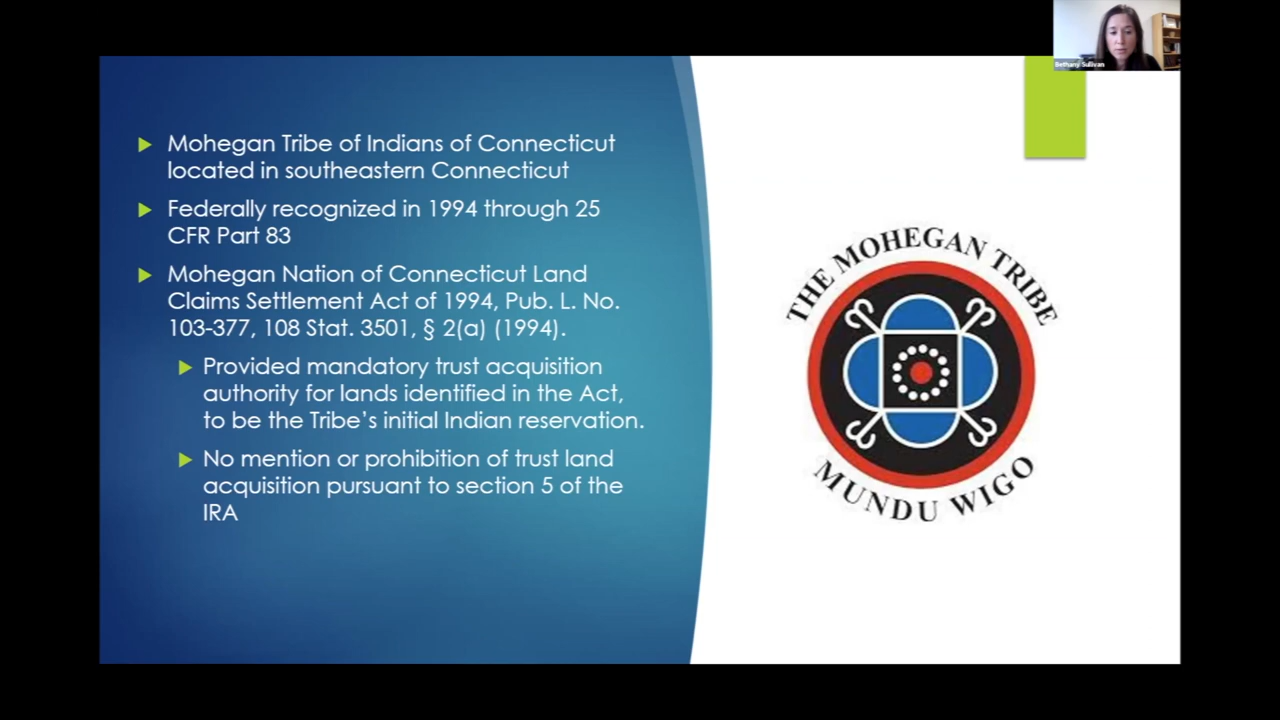 Bethany Sullivan
Mohegan Tribe of Indians of Connecticut
located in southeastern Connecticut
Federally recognized in 1994 through 25
CFR Part 83
Mohegan Nation of Connecticut Land
Claims Settlement Act of 1994, Pub. L. No.
103-377, 108 Stat. 3501, § 2(a) (1994).
Provided mandatory trust acquisition
authority for lands identified in the Act,
to be the Tribe’s initial Indian reservation.
No mention or prohibition of trust land
acquisition pursuant to section 5 of the
IRA
THE MOHEGAN TRIBE
MUNDU WIGO